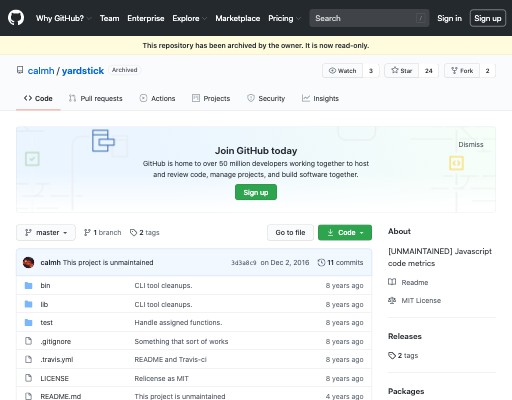 Why GitHub? Team Enterprise Explore Marketplace Pricing Search / Sign in Sign up
This repository has been archived by the owner. It is now read-only.
calmh / yardstick Archived Watch 3 Star 24 Fork 2
Code Pull requests Actions Projects Security Insights
Join GitHub today
Dismiss
GitHub is home to over 50 million developers working together to host
and review code, manage projects, and build software together.
Sign up
master 1 branch 2 tags Go to file Code
calmh This project is unmaintained 3d3a8c9 on Dec 2, 2016 11 commits
bin CLI tool cleanups. 8 years ago
lib CLI tool cleanups. 8 years ago
test Handle assigned functions. 8 years ago
.gitignore Something that sort of works 8 years ago
.travis.yml README and Travis-ci 8 years ago
LICENSE Relicense as MIT 8 years ago
README.md This project is unmaintained 4 years ago
About
[UNMAINTAINED] Javascript
code metrics
Readme
MIT License
Releases
2 tags
Packages